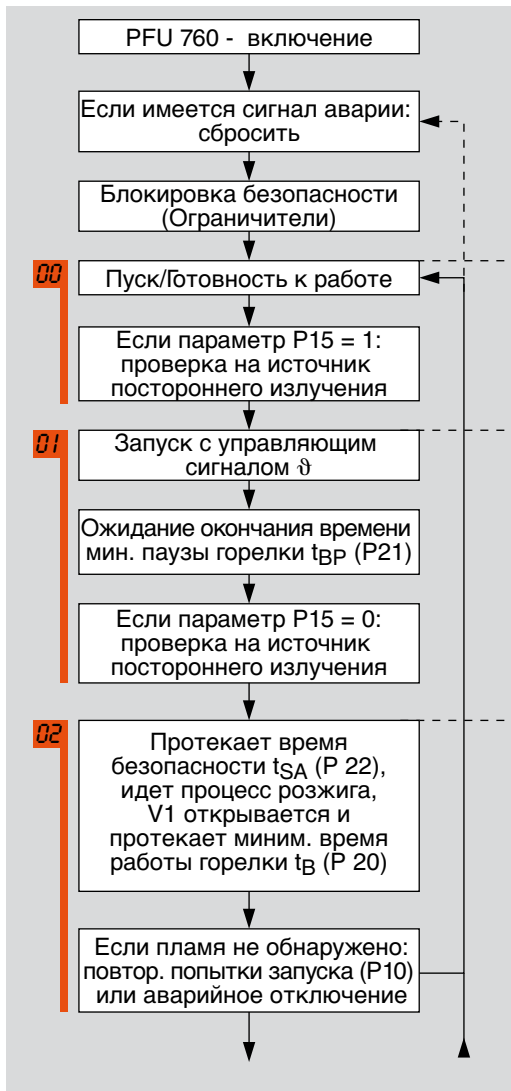 PFU 760 - включение
Если имеется сигнал аварии:
сбросить
Блокировка безопасности
(Ограничители)
00
Пуск/Готовность к работе
Если параметр P15 = 1:
проверка на источник
постороннего излучения
01
Запуск с управляющим
сигналом ϑ
Ожидание окончания времени
мин. паузы горелки tBP (P21)
Если параметр P15 = 0:
проверка на источник
постороннего излучения
02
Протекает время
безопасности tSA (P 22),
идет процесс розжига,
V1 открывается и
протекает миним. время
работы горелки tB (P 20)
Если пламя не обнаружено:
повтор. попытки запуска (P10)
или аварийное отключение